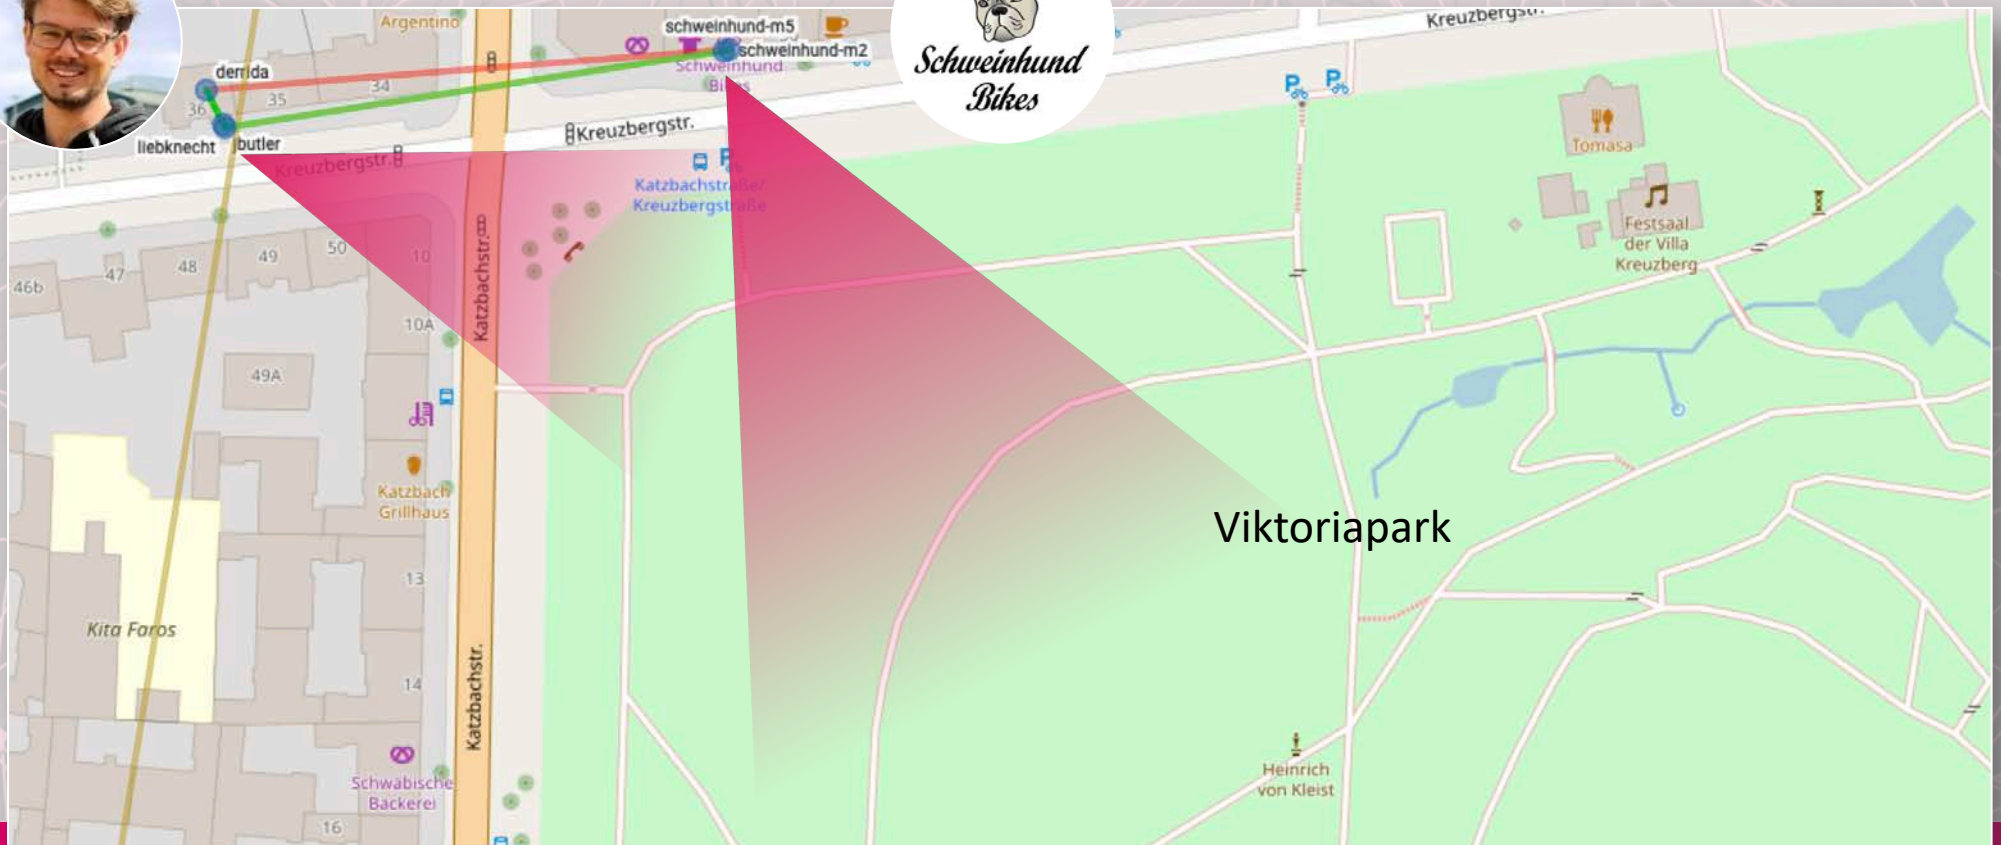 Argentino
schweinhund-m5
schweinhund-m2
Schweinhund
Bikes
Schweinhund
Bikes
Kreuzbergstr.
derrida
34
35
36
liebknecht
jbutler
Kreuzbergstr.
Kreuzbergstr.
Katzbachstraße/
Kreuzbergstraße
Tomasa
Festsaal
der Villa
Kreuzberg
46b
47
48
49
50
10
10A
49A
Katzbachstr.
Katzbach
Grillhaus
Viktoriapark
13
Kita Faros
14
Katzbachstr.
Schwäbische
Bäckerei
Heinrich
von Kleist
16